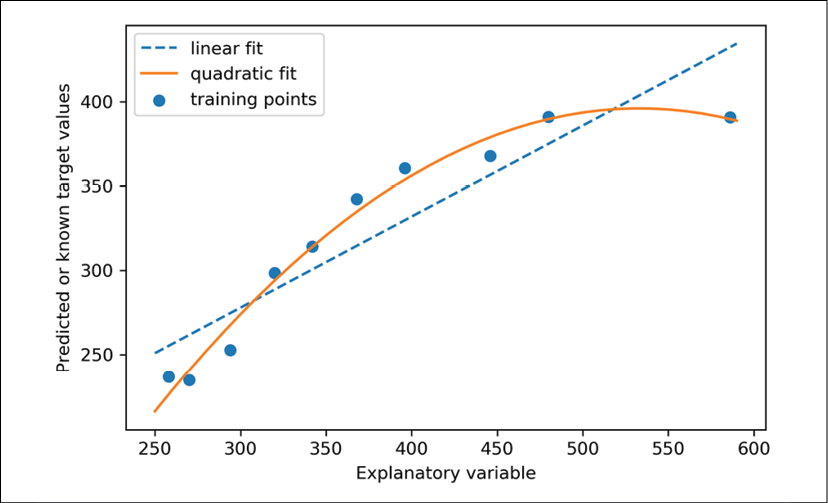 linear fit
quadratic fit
training points
Predicted or known target values
400
350
300
250
250 300 350 400 450 500 550 600
Explanatory variable